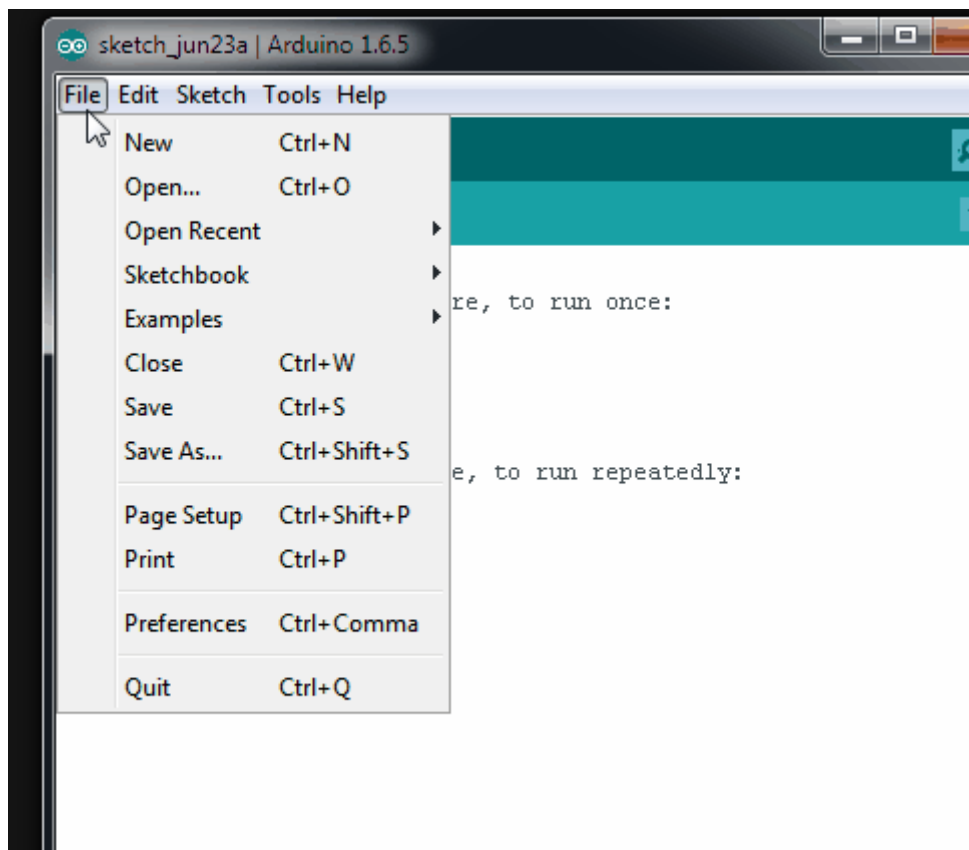 sketch_jun23a | Arduino 1.6.5
File Edit Sketch Tools Help
New Ctrl+N
Open... Ctrl+O
Open Recent
Sketchbook
re, to run once:
Examples
Close Ctrl+W
Save Ctrl+S
Save As... Ctrl+Shift+S
e, to run repeatedly:
Page Setup Ctrl+Shift+P
Print Ctrl+P
Preferences Ctrl+Comma
Quit Ctrl+Q